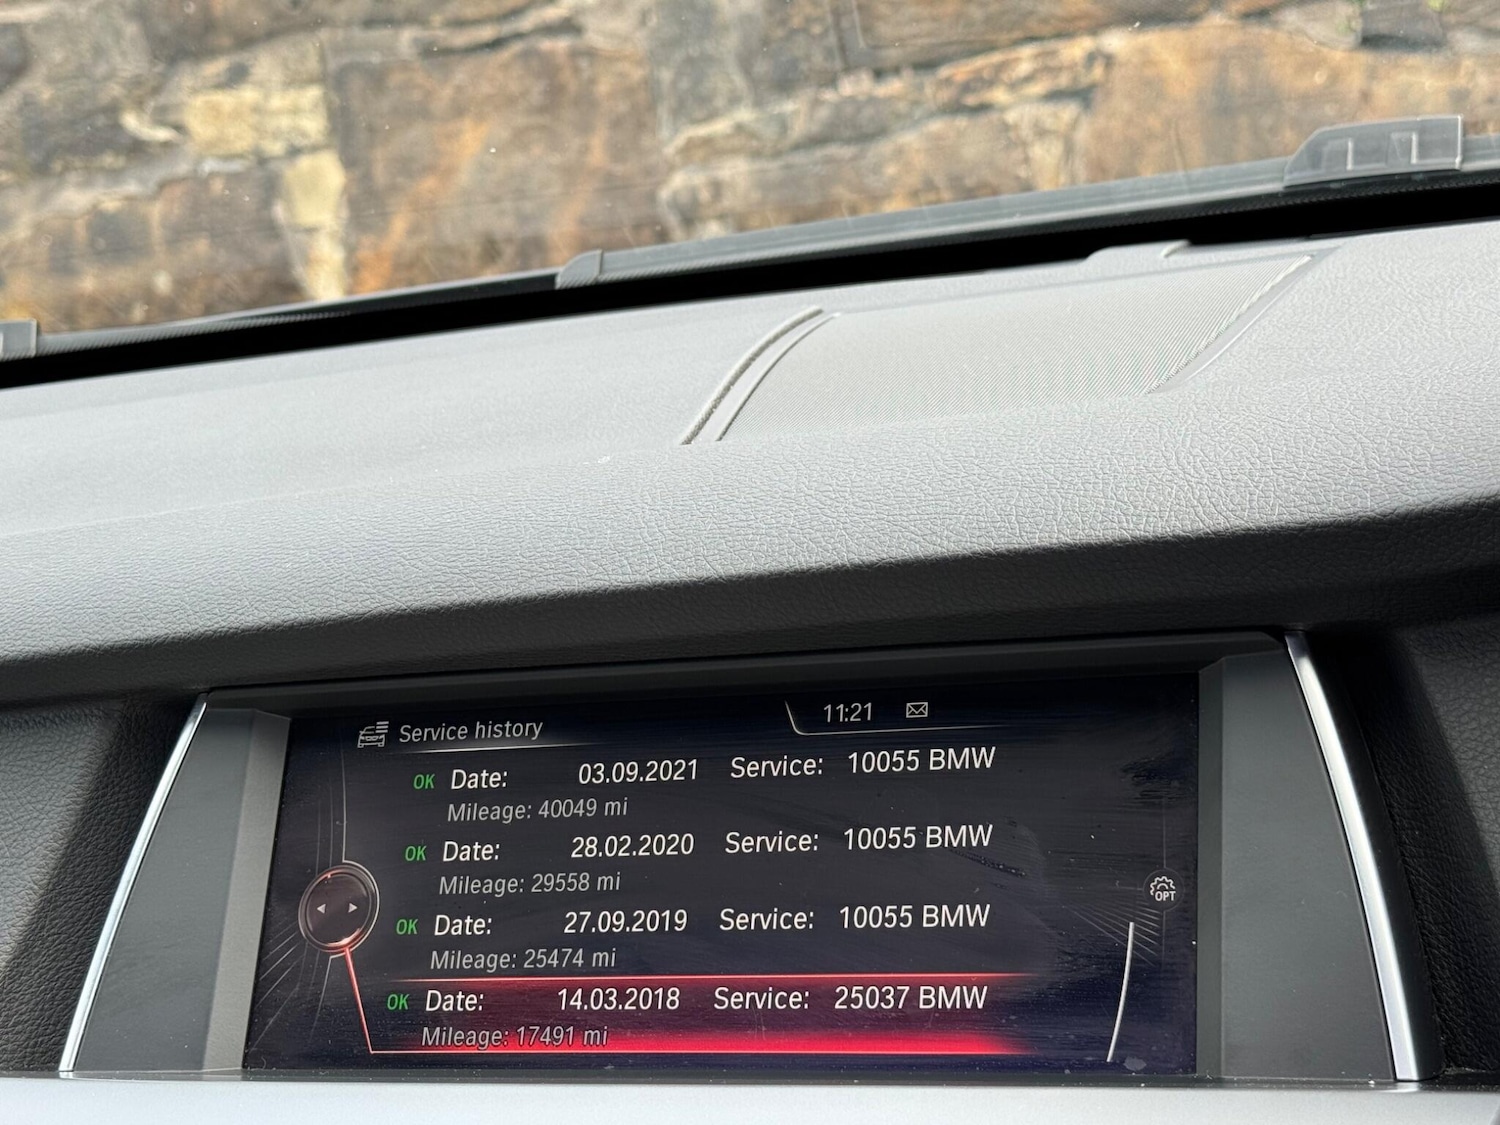 Service history 11:21
OK Date: 03.09.2021 Service: 10055 BMW
Mileage: 40049 mi
OK Date: 28.02.2020 Service: 10055 BMW
Mileage: 29558 mi
OK Date: 27.09.2019 Service: 10055 BMW
Mileage: 25474 mi
OPT
OK Date: 14.03.2018 Service: 25037 BMW
Mileage: 17491 mi